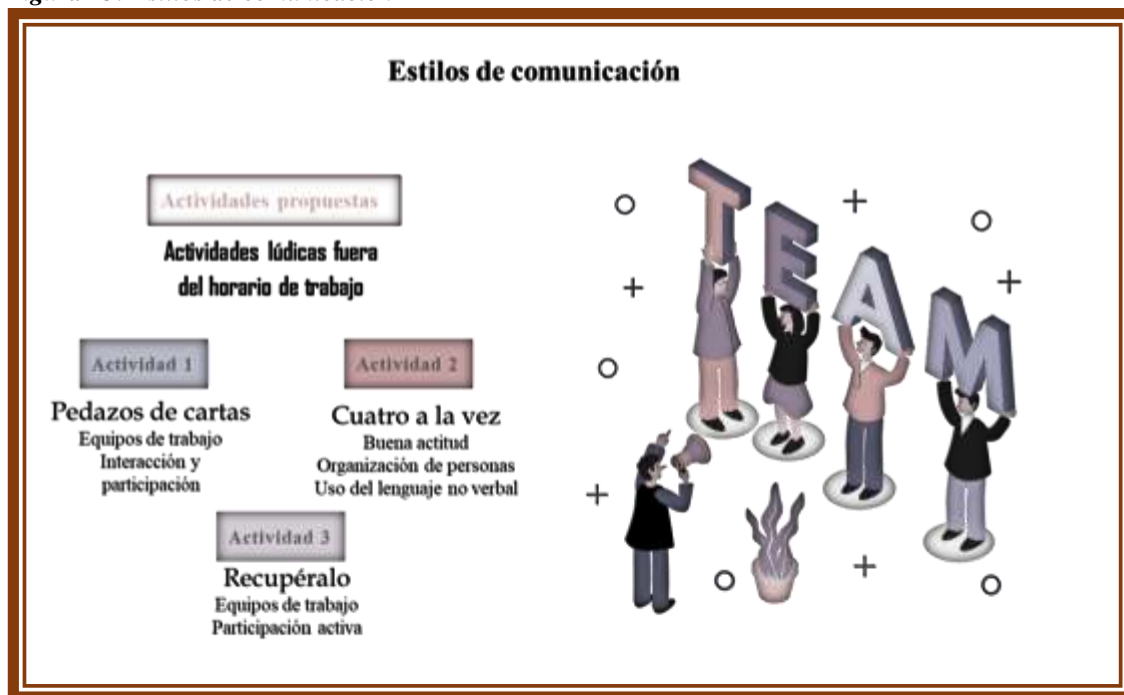 Estilos de comunicación
Actividades propuestas
Actividades lúdicas fuera
del horario de trabajo
Actividad 1
Pedazos de cartas
Equipos de trabajo
Interacción y
participación
Actividad 2
Cuatro a la vez
Buena actitud
Organización de personas
Uso del lenguaje no verbal
Actividad 3
Recupéralo
Equipos de trabajo
Participación activa
TEAM